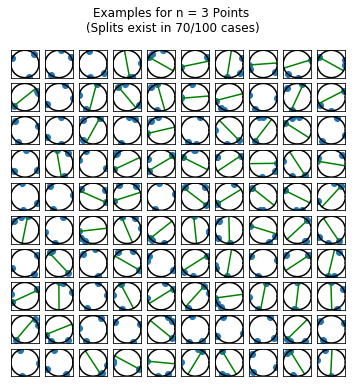 Examples for n = 3 Points
(Splits exist in 70/100 cases)